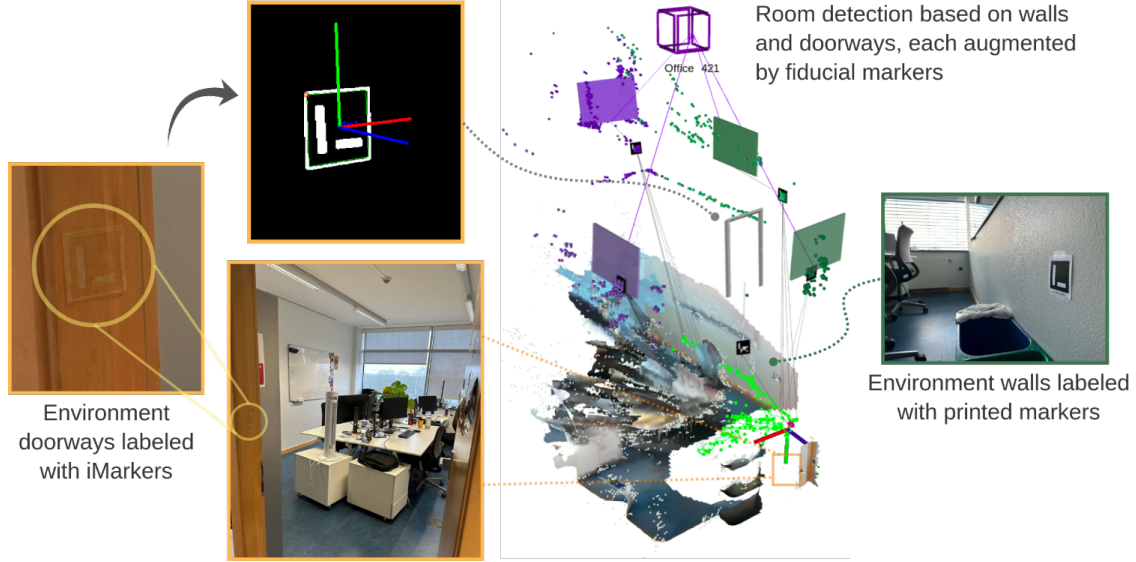 Room detection based on walls
and doorways, each augmented
by fiducial markers
Office 421
Environment
doorways labeled
with iMarkers
Environment walls labeled
with printed markers